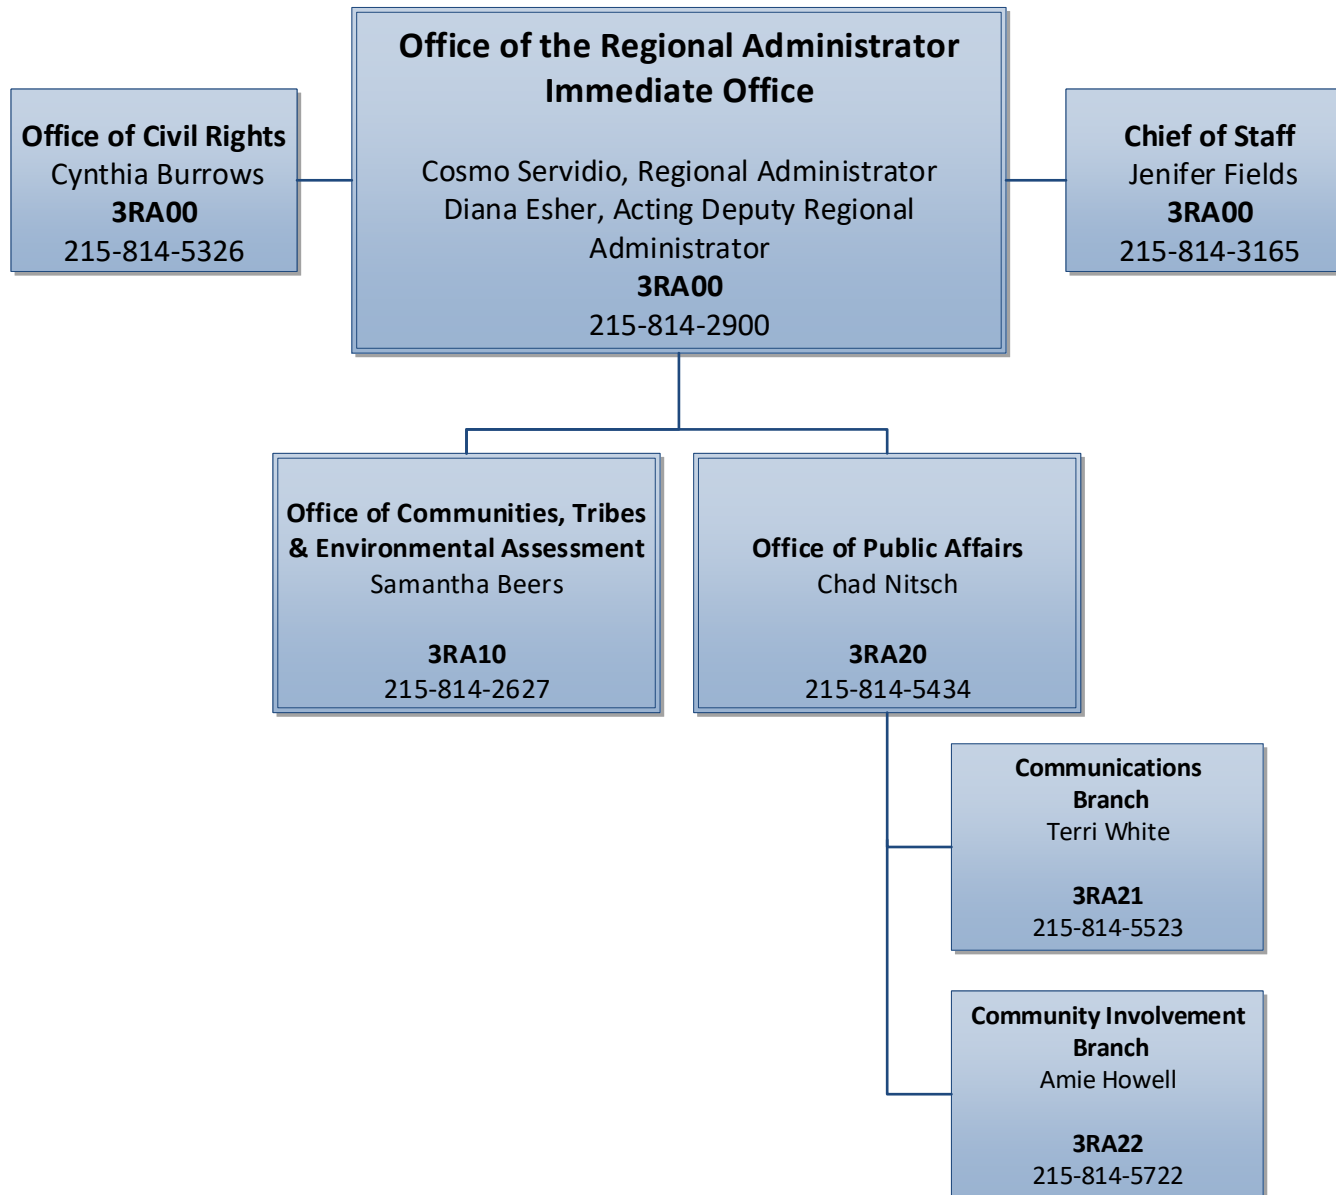 Office of the Regional Administrator
Immediate Office
Cosmo Servidio, Regional Administrator
Diana Esher, Acting Deputy Regional
Administrator
3RA00
215-814-2900
Office of Civil Rights
Cynthia Burrows
3RA00
215-814-5326
Chief of Staff
Jenifer Fields
3RA00
215-814-3165
Office of Communities, Tribes
& Environmental Assessment
Samantha Beers
3RA10
215-814-2627
Office of Public Affairs
Chad Nitsch
3RA20
215-814-5434
Communications
Branch
Terri White
3RA21
215-814-5523
Community Involvement
Branch
Amie Howell
3RA22
215-814-5722